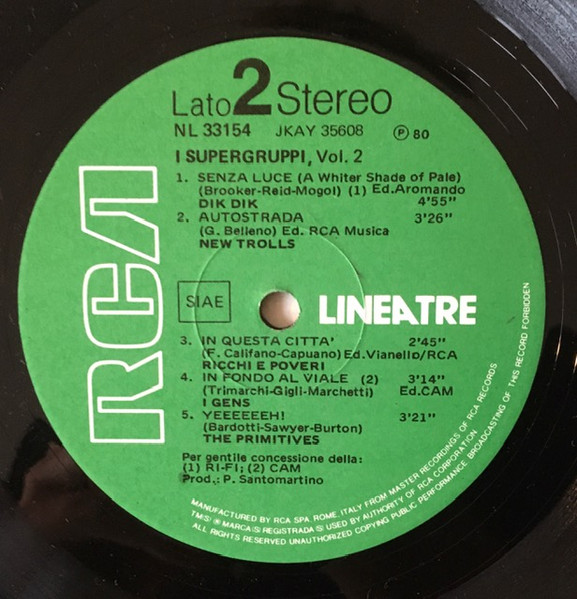 Lato 2 Stereo
NL 33154 JKAY 35608 Ⓟ 80
I SUPERGRUPPI, Vol. 2
1. SENZA LUCE (A Whiter Shade of Pale)
(Brooker-Reid-Mogol) (1) Ed.Aromando
DIK DIK 4'55"
2. AUTOSTRADA 3'26"
(G. Belleno) Ed. RCA Musica
NEW TROLLS
RCA
SIAE
LINEATRE
3. IN QUESTA CITTA' 2'45"
(F. Califano-Capuano) Ed.Vianello/RCA
RICCHI E POVERI
4. IN FONDO AL VIALE (2) 3'14"
(Trimarchi-Gigli-Marchetti) Ed.CAM
I GENS
5. YEEEEEEH! 3'21"
(Bardotti-Sawyer-Burton)
THE PRIMITIVES
Per gentile concessione della:
(1) RI-FI; (2) CAM
Prod.: P. Santomartino
MANUFACTURED BY RCA SPA. ROME. ITALY FROM MASTER RECORDINGS OF RCA RECORDS
TM(S) ® MARCA(S) REGISTRADA(S) USED BY AUTHORITY OF RCA CORPORATION
ALL RIGHTS RESERVED UNAUTHORIZED COPYING PUBLIC PERFORMANCE BROADCASTING OF THIS RECORD FORBIDDEN